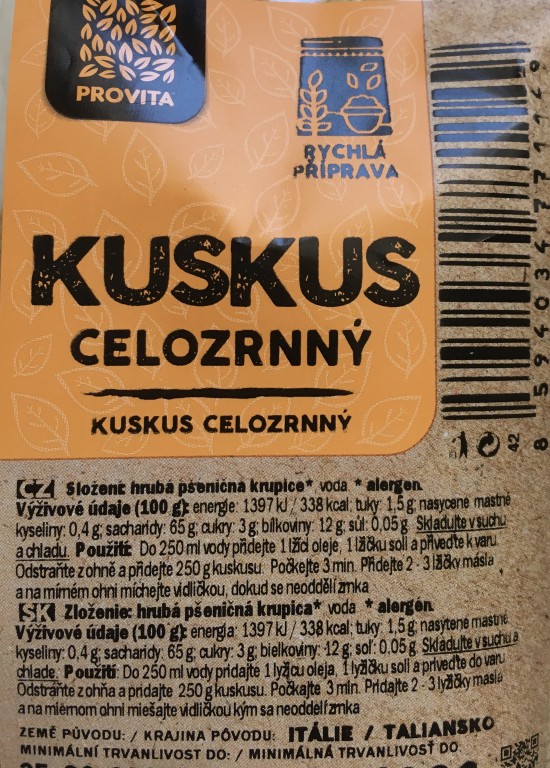 PROVITA
RYCHLÁ
PŘÍPRAVA
KUSKUS
CELOZRNNÝ
KUSKUS CELOZRNNÝ
42
CZ Složení: hrubá pšeničná krupice* voda * alergen.
Výživové údaje (100 g): energie: 1397 kJ / 338 kcal; tuky: 1,5 g; nasycené mastné
kyseliny: 0,4 g; sacharidy: 65 g; cukry: 3 g; bílkoviny: 12 g; sůl: 0,05 g. Skladujte v suchu
a chladu. Použití: Do 250 ml vody přidejte 1 lžíci oleje, 1 lžičku soli a přiveďte k varu.
Odstraňte z ohně a přidejte 250 g kuskusu. Počkejte 3 min. Přidejte 2 - 3 lžičky másla
a na mírném ohni míchejte vidličkou, dokud se neoddělí zrnka
SK Zloženie: hrubá pšeničná krupica* voda * alergén.
Výživové údaje (100 g): energia: 1397 kJ / 338 kcal; tuky: 1,5 g; nasýtené mastné
kyseliny: 0,4 g; sacharidy: 65 g; cukry: 3 g; bielkoviny: 12 g; soľ: 0,05 g. Skladujte v suchu a
chlade. Použití: Do 250 ml vody pridajte 1 lyžicu oleja, 1 lyžičku soli a priveďte do varu
Odstráňte z ohňa a pridajte 250 g kuskusu. Počkajte 3 min. Pridajte 2 - 3 lyžičky masla
a na miernom ohni miešajte vidličkou kým sa neoddelí zrnka
ZEMĚ PŮVODU: / KRAJINA PÔVODU: ITÁLIE / TALIANSKO
MINIMÁLNÍ TRVANLIVOST DO: / MINIMÁLNÁ TRVANLIVOSŤ DO: